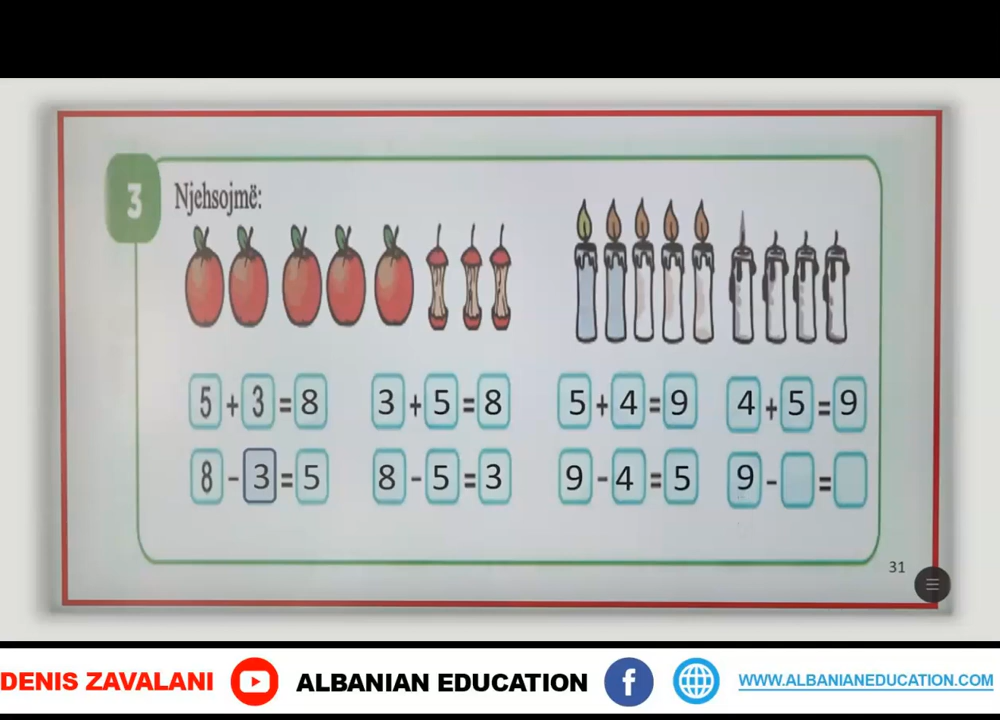 3 Njehsojmë:
5 + 3 = 8 3 + 5 = 8 5 + 4 = 9 4 + 5 = 9
8 - 3 = 5 8 - 5 = 3 9 - 4 = 5 9 - =
31
DENIS ZAVALANI ALBANIAN EDUCATION f WWW.ALBANIANEDUCATION.COM